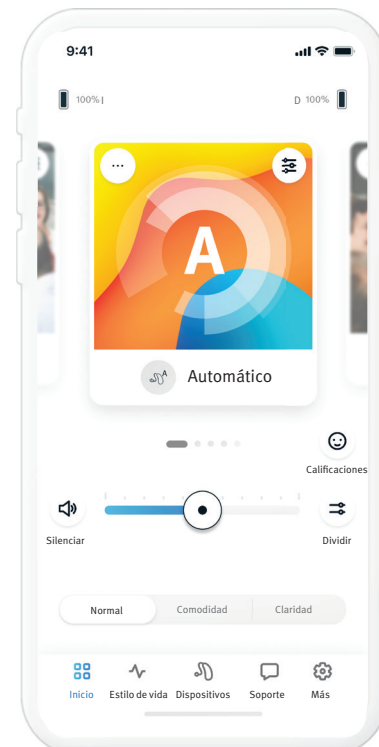 9:41
100% I
D 100%
A
A Automático
Calificaciones
Silenciar
Dividir
Normal Comodidad Claridad
Inicio Estilo de vida Dispositivos Soporte Más